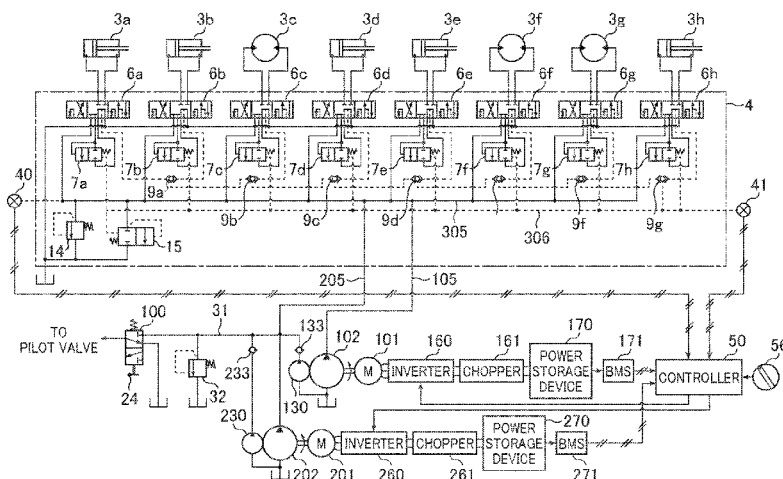 3a 3b 3c 3d 3e 3f 3g 3h
6a 6b 6c 6d 6e 6f 6g 6h
4
7a 7b 7c 7d 7e 7f 7g 7h
40 9a 9b 9c 9d 9f 9g 41
14 15 305 306
205 105
100 31
TO
PILOT VALVE
24 32 233 133
102 101 160 161 170 171 50 56
M INVERTER CHOPPER POWER
STORAGE
DEVICE BMS CONTROLLER
130
230 270
M INVERTER CHOPPER POWER
STORAGE
DEVICE BMS
202 201 260 261 271